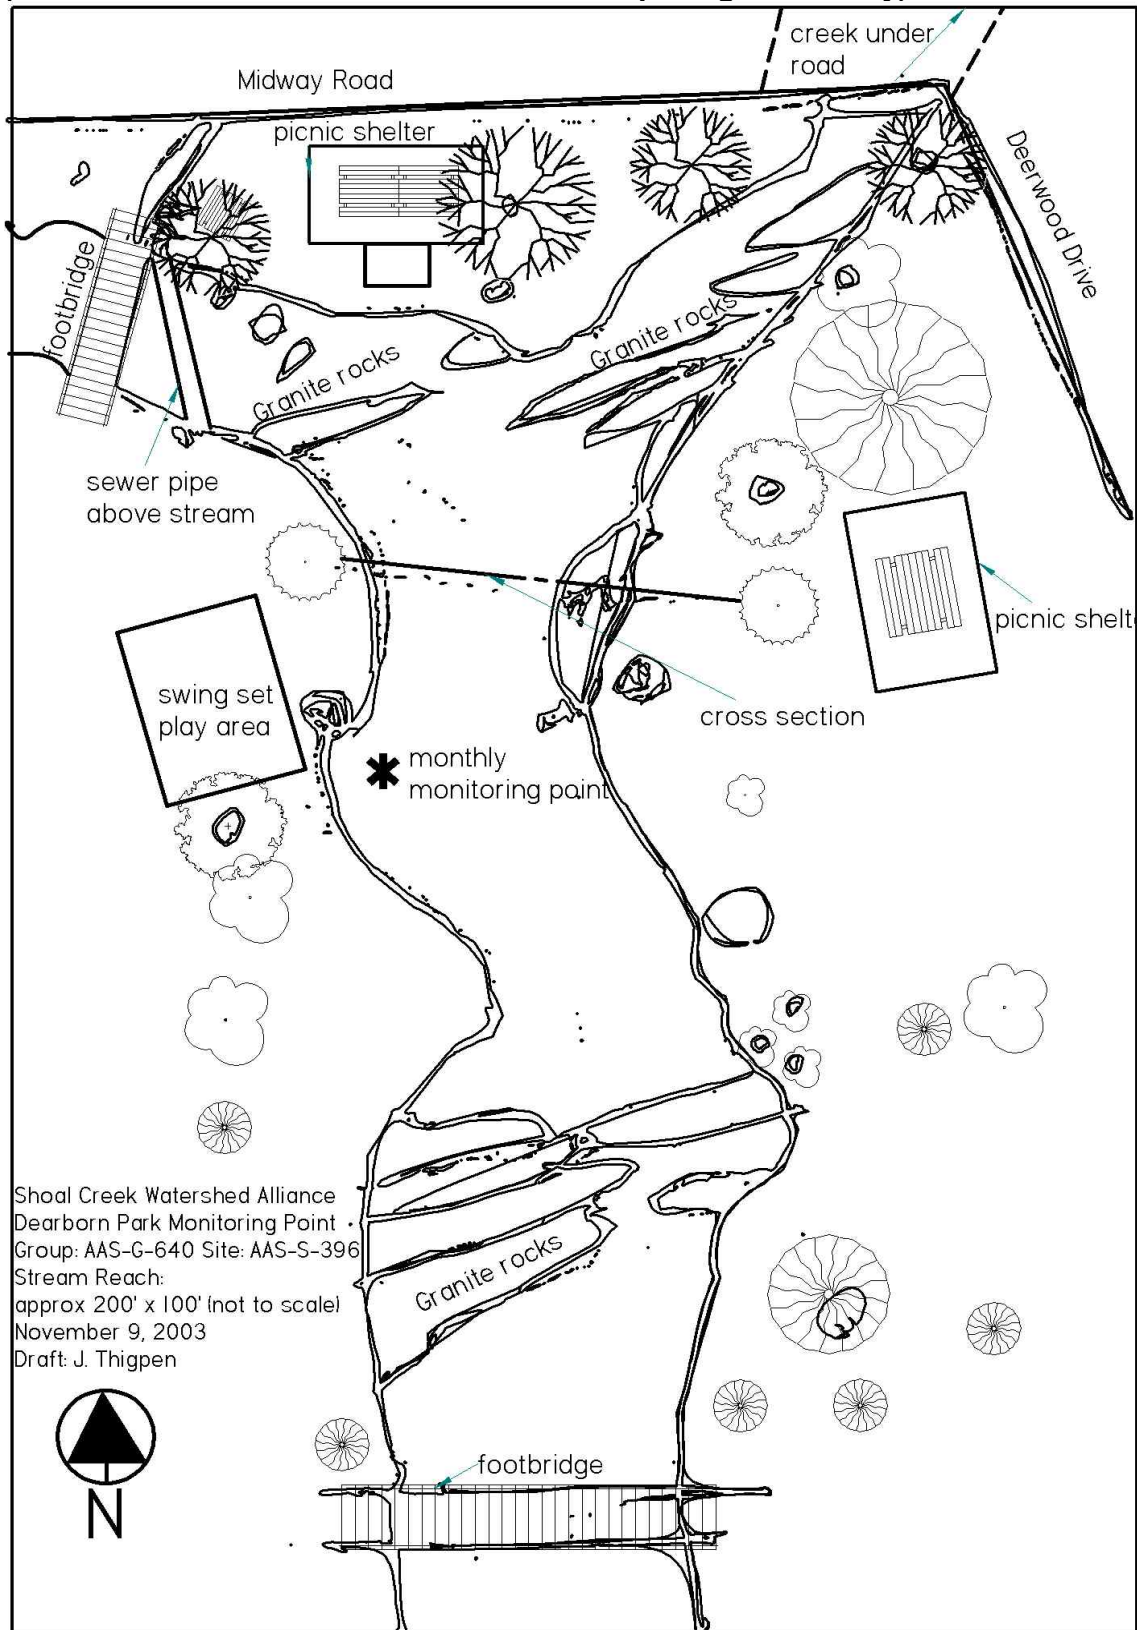 creek under
road
Midway Road
picnic shelter
Deerwood Drive
footbridge
Granite rocks
Granite rocks
sewer pipe
above stream
picnic shelt
swing set
play area
cross section
monthly
monitoring point
Shoal Creek Watershed Alliance
Dearborn Park Monitoring Point
Group: AAS-G-640 Site: AAS-S-396
Stream Reach:
approx 200' x 100' (not to scale)
November 9, 2003
Draft: J. Thigpen
Granite rocks
footbridge
N